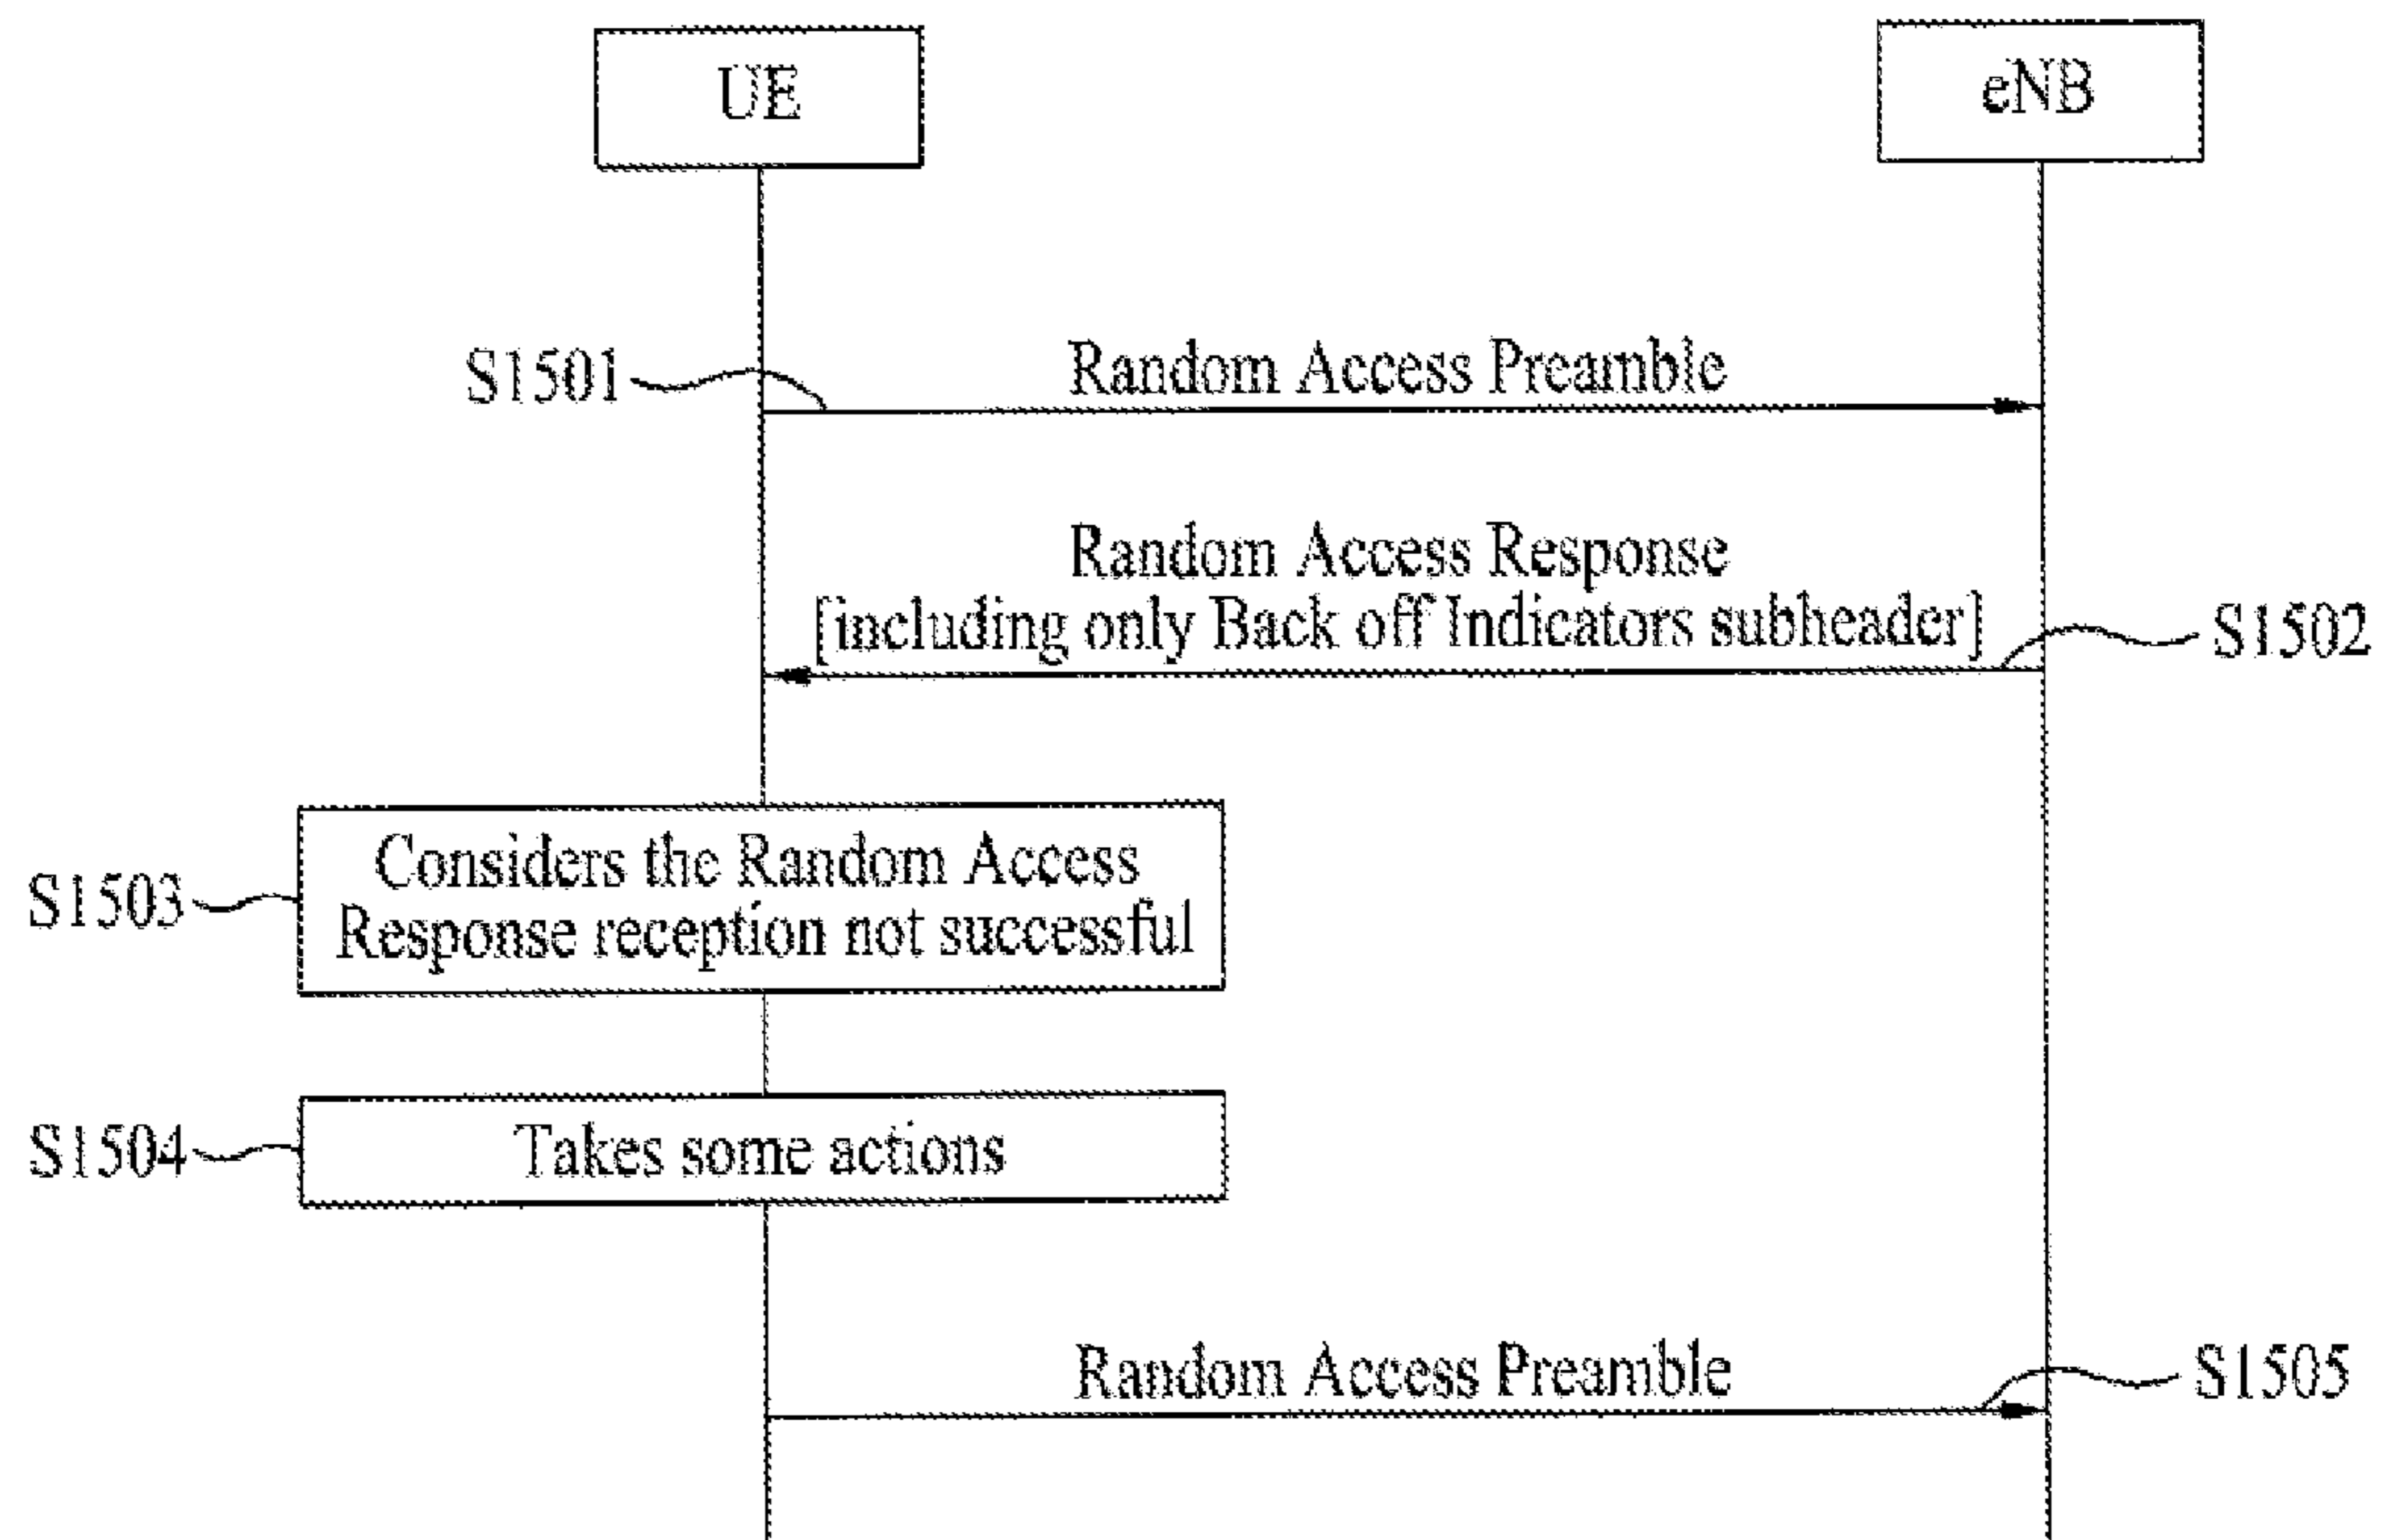 UE
eNB
S1501
Random Access Preamble
Random Access Response
[including only Back off Indicators subheader]
S1502
S1503
Considers the Random Access
Response reception not successful
S1504
Takes some actions
Random Access Preamble
S1505